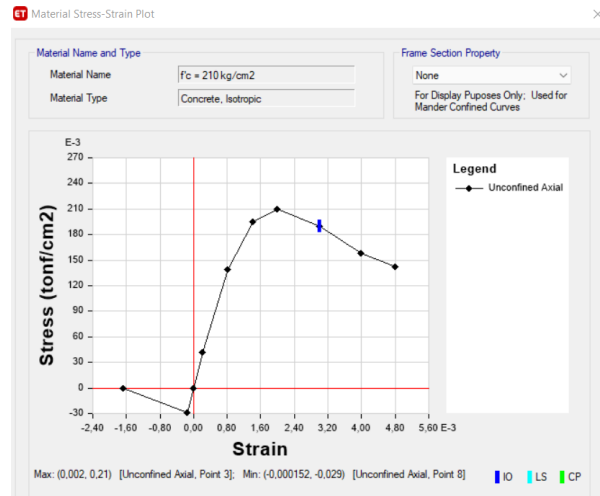 ET Material Stress-Strain Plot
Material Name and Type
Material Name f'c = 210 kg/cm2
Material Type Concrete, Isotropic
Frame Section Property
None
For Display Puposes Only; Used for
Mander Confined Curves
E-3
270
240
210
180
150
120
90
60
30
0
-30
Stress (tonf/cm2)
-2,40 -1,60 -0,80 0,00 0,80 1,60 2,40 3,20 4,00 4,80 5,60 E-3
Strain
Legend
Unconfined Axial
Max: (0,002, 0,21) [Unconfined Axial, Point 3]; Min: (-0,000152, -0,029) [Unconfined Axial, Point 8]
IO LS CP